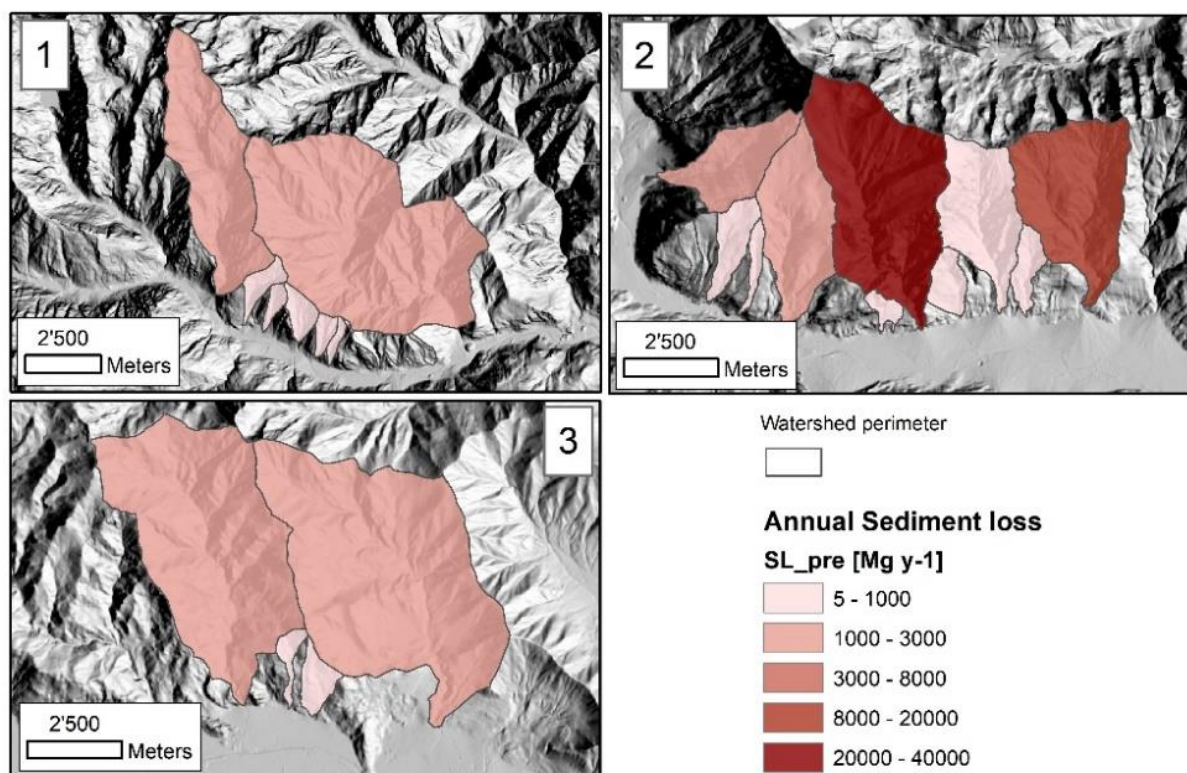 1
2'500
Meters
2
2'500
Meters
3
2'500
Meters
Watershed perimeter
Annual Sediment loss
SL_pre [Mg y-1]
5 - 1000
1000 - 3000
3000 - 8000
8000 - 20000
20000 - 40000